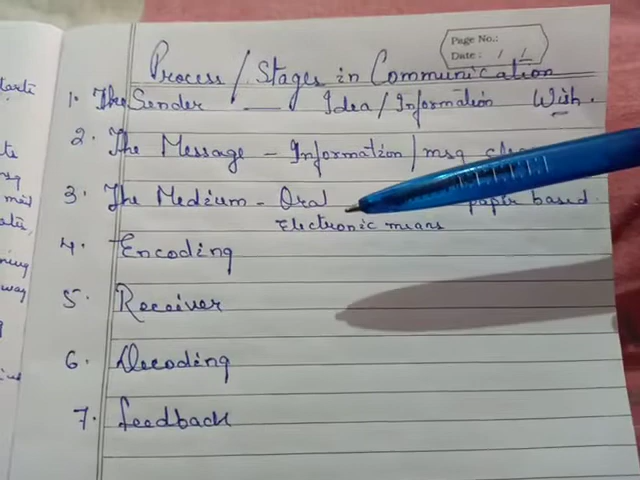 Page No.:
Date: / /
Process / Stages in Communication
1. The Sender — Idea / Information Wish.
2. The Message - Information / msg
3. The Medium - Oral paper based.
Electronic means
4. Encoding
5. Receiver
6. Decoding
7. feedback